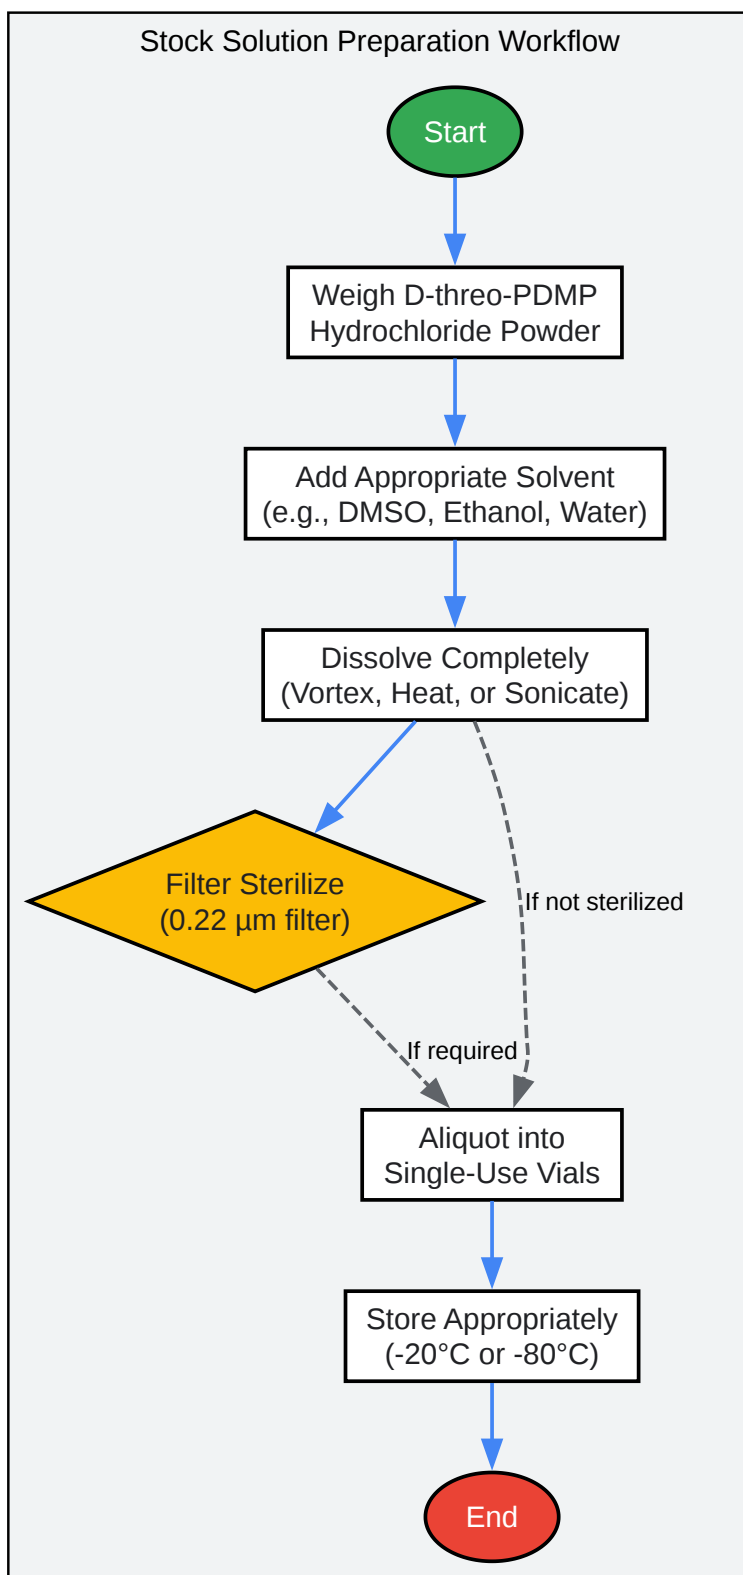 Stock Solution Preparation Workflow
Start
Weigh D-threo-PDMP
Hydrochloride Powder
Add Appropriate Solvent
(e.g., DMSO, Ethanol, Water)
Dissolve Completely
(Vortex, Heat, or Sonicate)
Filter Sterilize
(0.22 µm filter)
If not sterilized
If required
Aliquot into
Single-Use Vials
Store Appropriately
(-20°C or -80°C)
End